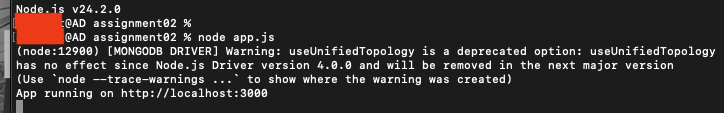 Node.js v24.2.0
t@AD assignment02 %
@AD assignment02 % node app.js
(node:12900) [MONGODB DRIVER] Warning: useUnifiedTopology is a deprecated option: useUnifiedTopology
has no effect since Node.js Driver version 4.0.0 and will be removed in the next major version
(Use `node --trace-warnings ...` to show where the warning was created)
App running on http://localhost:3000